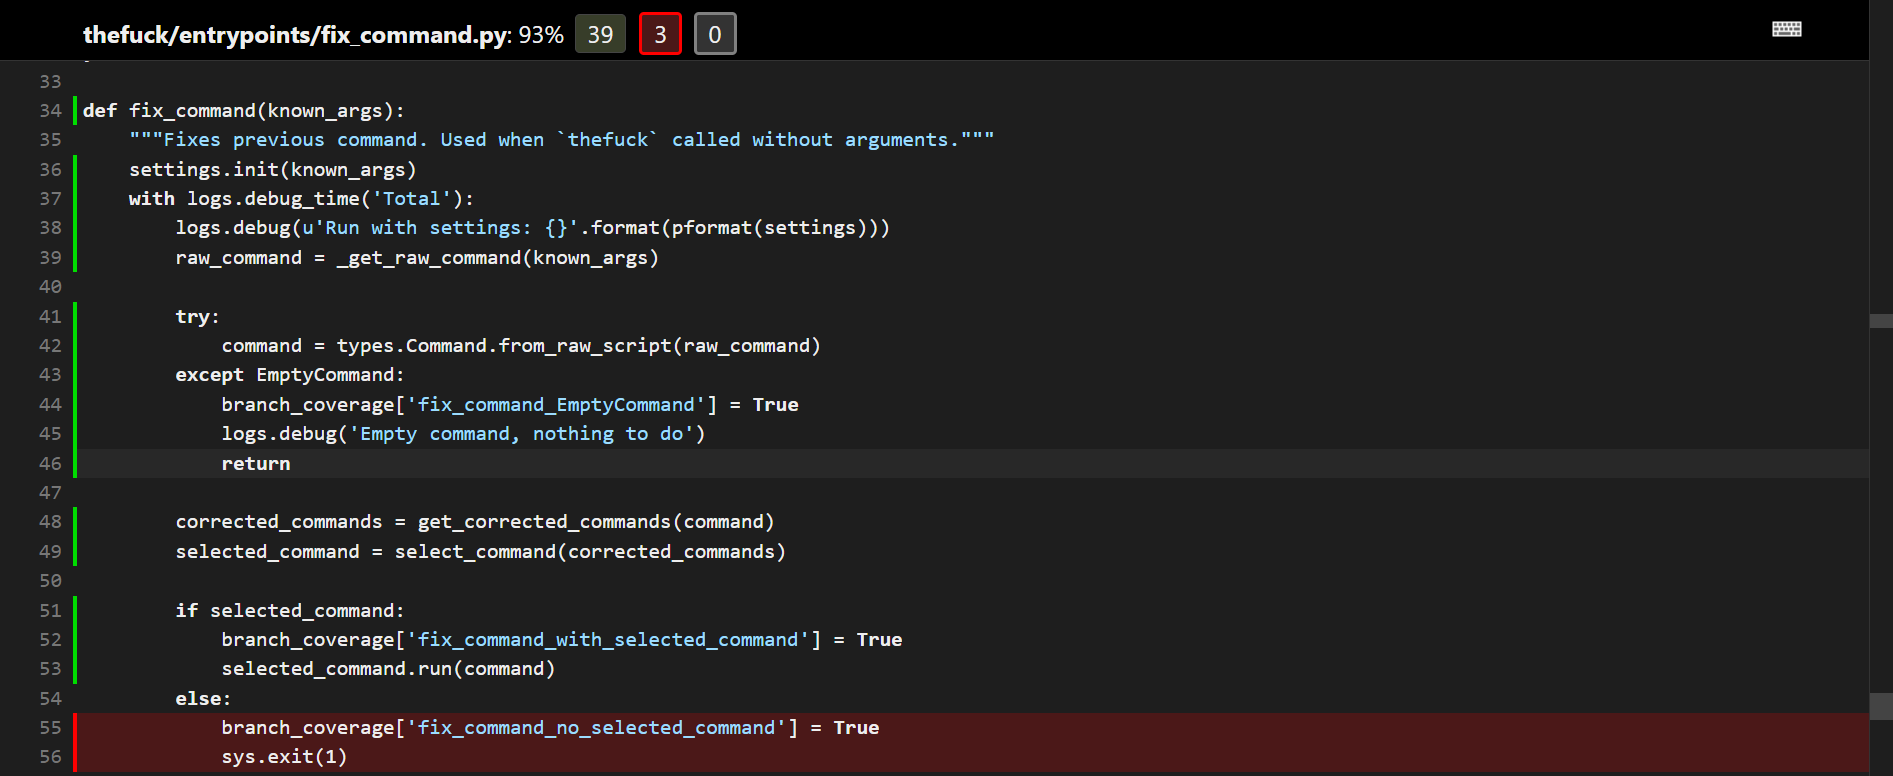 thefuck/entrypoints/fix_command.py: 93% 39 3 0
33
34 def fix_command(known_args):
35     """Fixes previous command. Used when `thefuck` called without arguments."""
36     settings.init(known_args)
37     with logs.debug_time('Total'):
38         logs.debug(u'Run with settings: {}'.format(pformat(settings)))
39         raw_command = _get_raw_command(known_args)
40
41         try:
42             command = types.Command.from_raw_script(raw_command)
43         except EmptyCommand:
44             branch_coverage['fix_command_EmptyCommand'] = True
45             logs.debug('Empty command, nothing to do')
46             return
47
48         corrected_commands = get_corrected_commands(command)
49         selected_command = select_command(corrected_commands)
50
51         if selected_command:
52             branch_coverage['fix_command_with_selected_command'] = True
53             selected_command.run(command)
54         else:
55             branch_coverage['fix_command_no_selected_command'] = True
56             sys.exit(1)